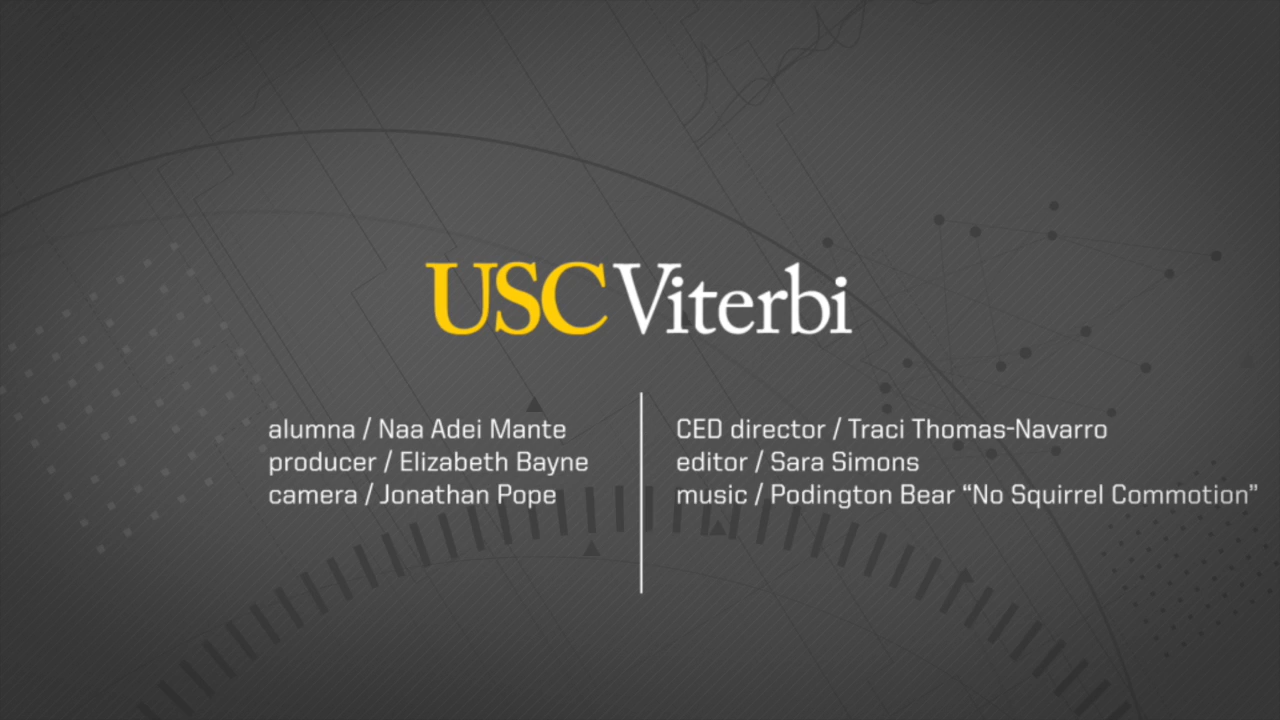 USC Viterbi
alumna / Naa Adei Mante
producer / Elizabeth Bayne
camera / Jonathan Pope
CED director / Traci Thomas-Navarro
editor / Sara Simons
music / Podington Bear “No Squirrel Commotion”